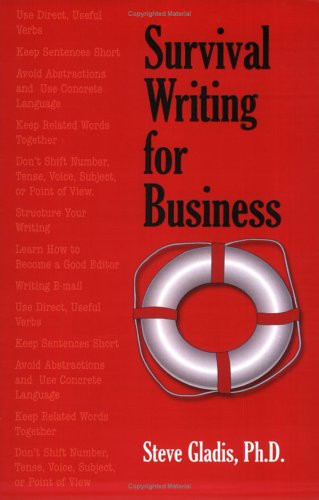 Use Direct, Useful
Verbs
Keep Sentences Short
Avoid Abstractions
and Use Concrete
Language
Keep Related Words
Together
Don't Shift Number,
Tense, Voice, Subject,
or Point of View.
Structure Your
Writing
Learn How to
Become a Good Editor
Writing E-mail
Use Direct, Useful
Verbs
Keep Sentences Short
Avoid Abstractions
and Use Concrete
Language
Keep Related Words
Together
Don't Shift Number,
Tense, Voice, Subject,
or Point of View.
Survival
Writing
for
Business
Steve Gladis, Ph.D.